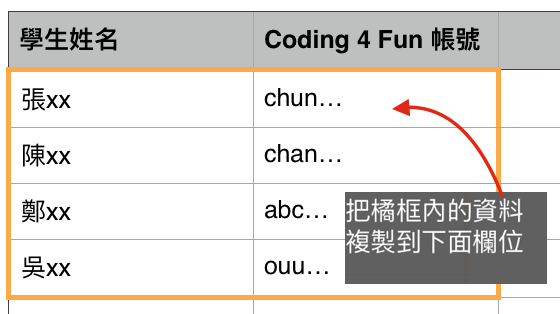 學生姓名 Coding 4 Fun 帳號
張xx chun…
陳xx chan…
鄭xx abc…
吳xx ouu…
把橘框內的資料
複製到下面欄位